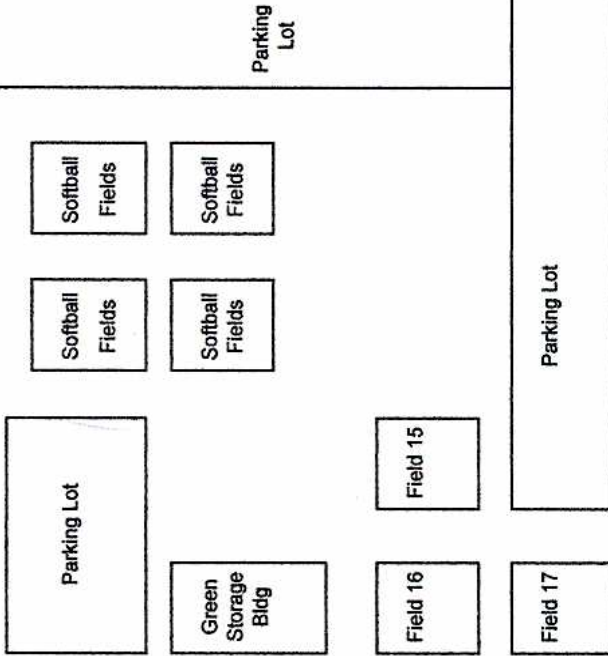 Parking Lot
Softball
Fields
Softball
Fields
Green
Storage
Bldg
Softball
Fields
Softball
Fields
Parking
Lot
Field 16
Field 15
Field 17
Parking Lot